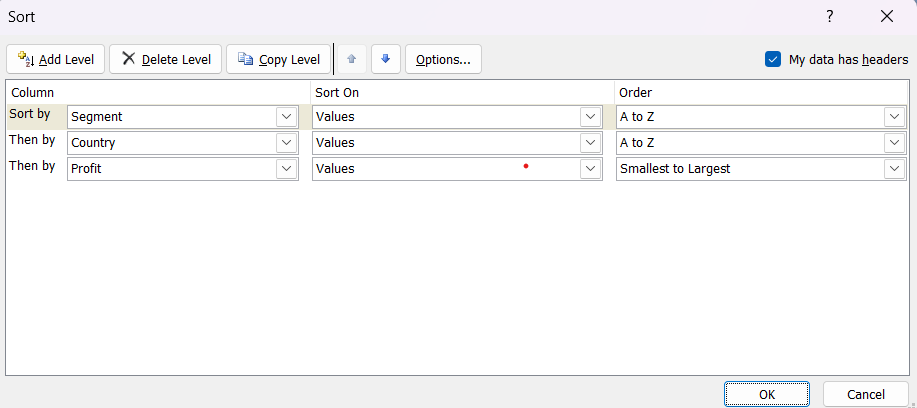 Sort ?
Add Level Delete Level Copy Level Options... My data has headers
Column Sort On Order
Sort by Segment Values A to Z
Then by Country Values A to Z
Then by Profit Values Smallest to Largest
OK Cancel